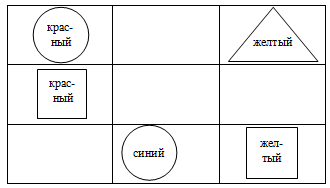 крас-
ный
желтый
крас-
ный
синий
жел-
тый